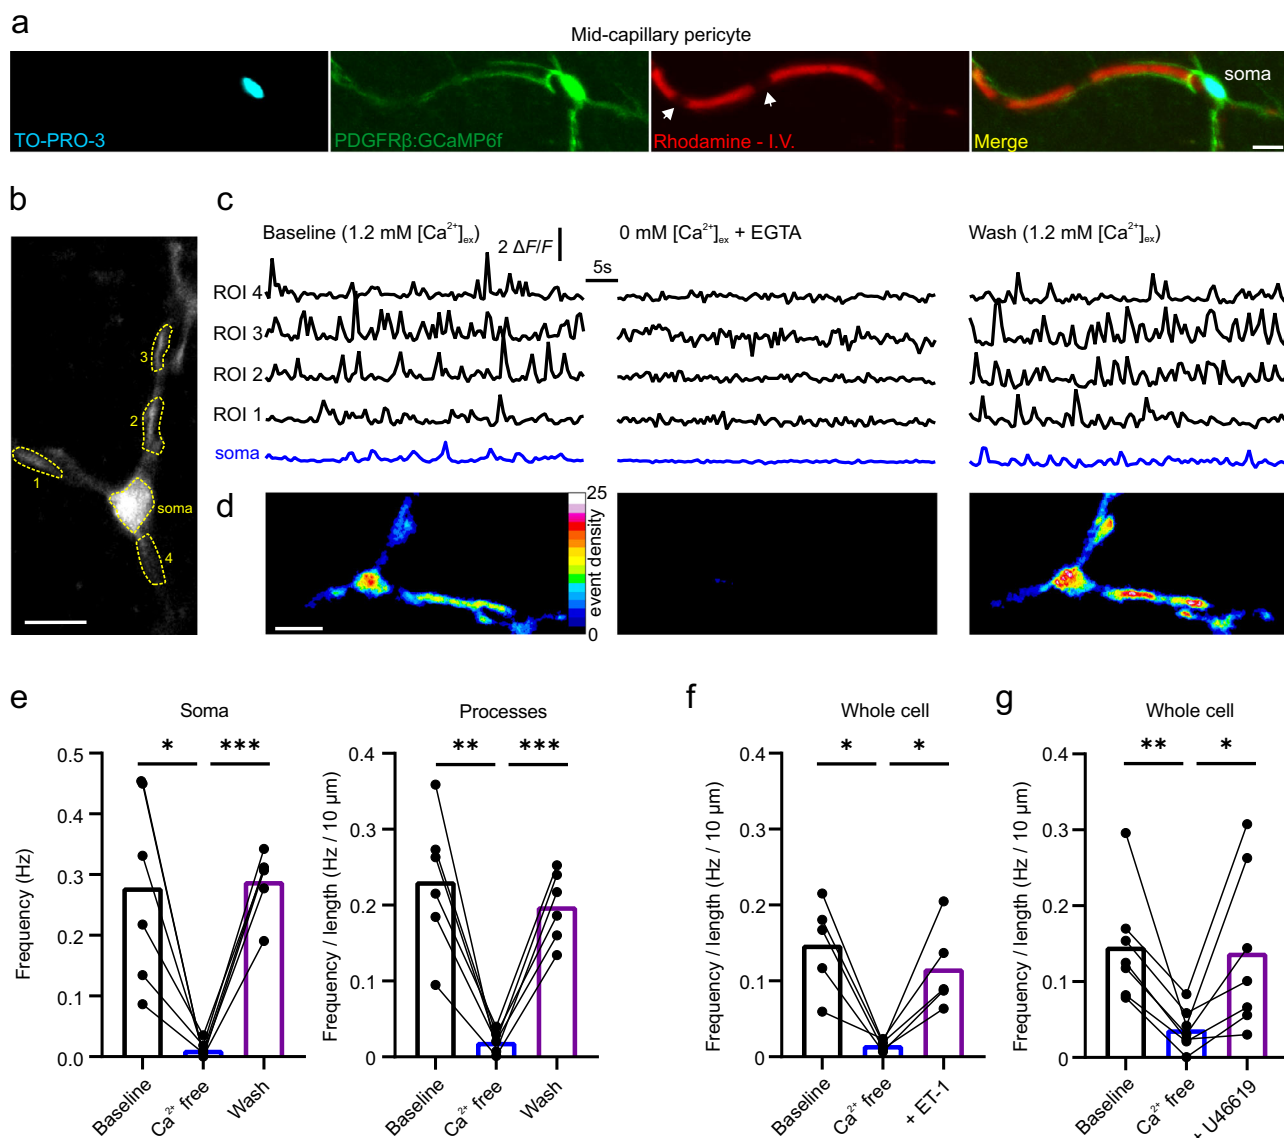 a
Mid-capillary pericyte
TO-PRO-3
PDGFRβ:GCaMP6f
Rhodamine - I.V.
soma
Merge
b
3
2
1
soma
4
c
Baseline (1.2 mM [Ca²⁺]ₑₓ)
2 ΔF/F
5s
0 mM [Ca²⁺]ₑₓ + EGTA
Wash (1.2 mM [Ca²⁺]ₑₓ)
ROI 4
ROI 3
ROI 2
ROI 1
soma
d
25
event density
0
e
Soma
* ***
Frequency (Hz)
0.5
0.4
0.3
0.2
0.1
0.0
Baseline
Ca²⁺ free
Wash
Processes
** ***
Frequency / length (Hz / 10 µm)
0.4
0.3
0.2
0.1
0
Baseline
Ca²⁺ free
Wash
f
Whole cell
* *
Frequency / length (Hz / 10 µm)
0.4
0.3
0.2
0.1
0
Baseline
Ca²⁺ free
+ ET-1
g
Whole cell
** *
Frequency / length (Hz / 10 µm)
0.4
0.3
0.2
0.1
0
Baseline
Ca²⁺ free
+ U46619